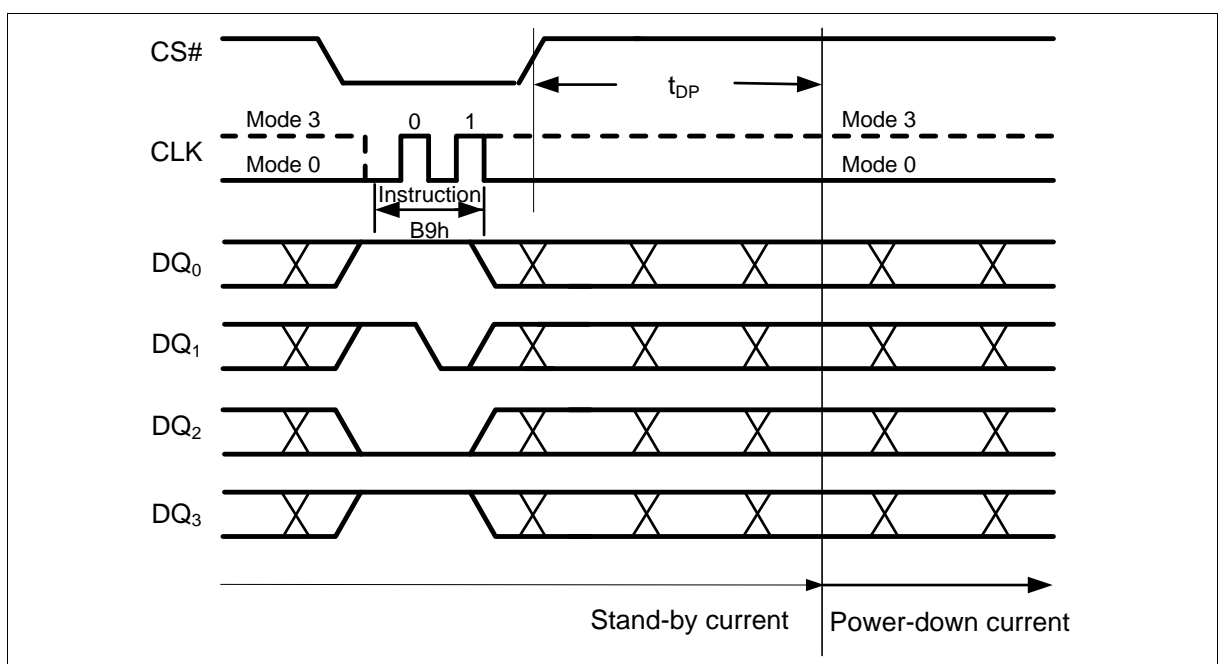 CS#
tDP
Mode 3 0 1 Mode 3
CLK
Mode 0 Mode 0
Instruction
B9h
DQ0
DQ1
DQ2
DQ3
Stand-by current Power-down current